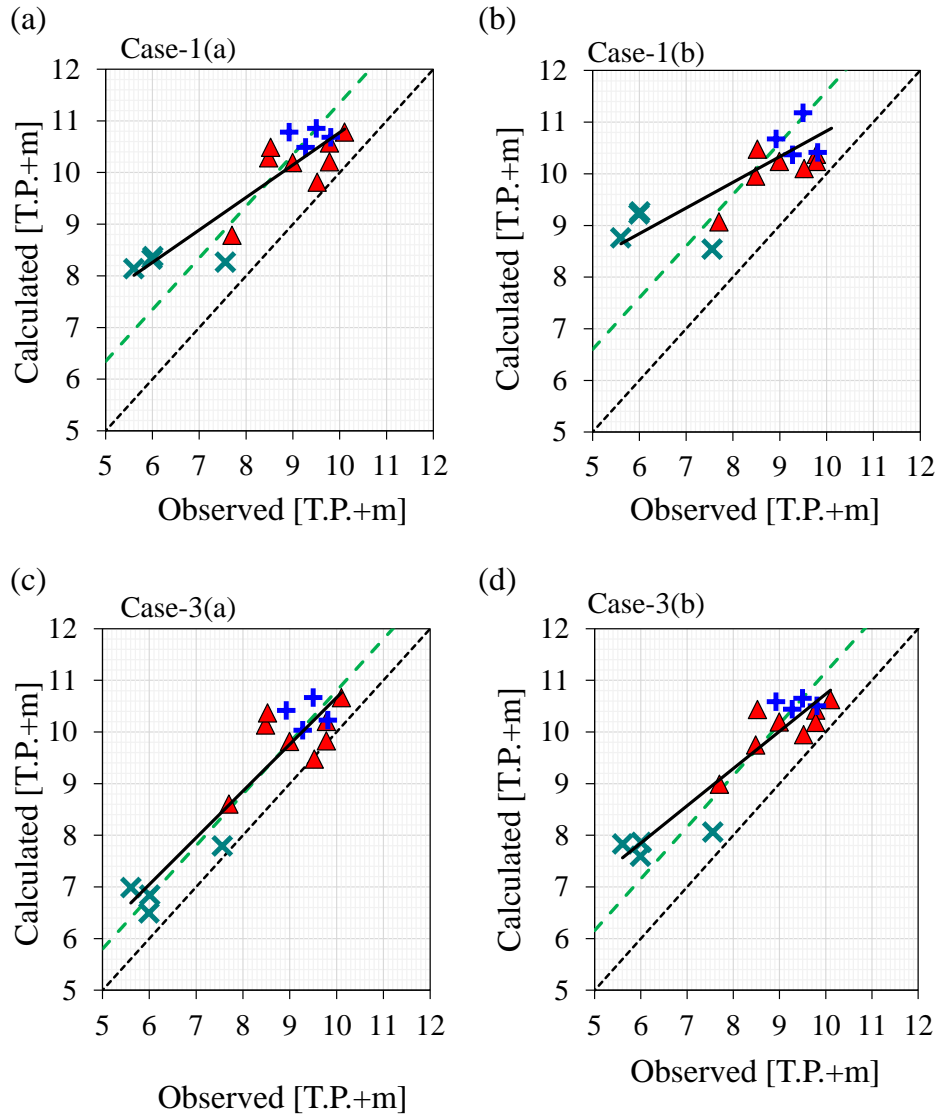 (a)
Case-1(a)
12
11
10
9
8
7
6
5
Calculated [T.P.+m]
5 6 7 8 9 10 11 12
Observed [T.P.+m]
(b)
Case-1(b)
12
11
10
9
8
7
6
5
Calculated [T.P.+m]
5 6 7 8 9 10 11 12
Observed [T.P.+m]
(c)
Case-3(a)
12
11
10
9
8
7
6
5
Calculated [T.P.+m]
5 6 7 8 9 10 11 12
Observed [T.P.+m]
(d)
Case-3(b)
12
11
10
9
8
7
6
5
Calculated [T.P.+m]
5 6 7 8 9 10 11 12
Observed [T.P.+m]